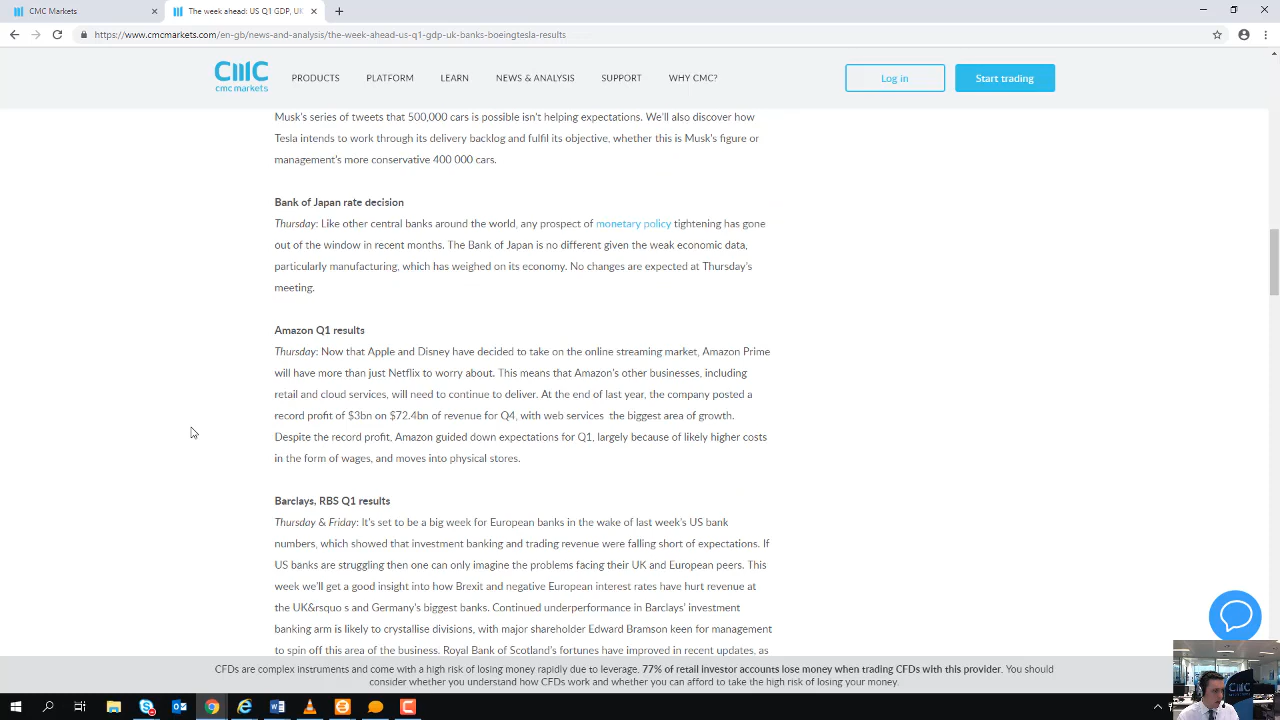 CMC Markets
The week ahead: US Q1 GDP, UK
https://www.cmcmarkets.com/en-gb/news-and-analysis/the-week-ahead-us-q1-gdp-uk-banks-boeingtesla-results
cmc markets
PRODUCTS PLATFORM LEARN NEWS & ANALYSIS SUPPORT WHY CMC?
Log in
Start trading
Musk's series of tweets that 500,000 cars is possible isn't helping expectations. We'll also discover how
Tesla intends to work through its delivery backlog and fulfil its objective, whether this is Musk's figure or
management's more conservative 400 000 cars.
Bank of Japan rate decision
Thursday: Like other central banks around the world, any prospect of monetary policy tightening has gone
out of the window in recent months. The Bank of Japan is no different given the weak economic data,
particularly manufacturing, which has weighed on its economy. No changes are expected at Thursday's
meeting.
Amazon Q1 results
Thursday: Now that Apple and Disney have decided to take on the online streaming market, Amazon Prime
will have more than just Netflix to worry about. This means that Amazon's other businesses, including
retail and cloud services, will need to continue to deliver. At the end of last year, the company posted a
record profit of $3bn on $72.4bn of revenue for Q4, with web services the biggest area of growth.
Despite the record profit, Amazon guided down expectations for Q1, largely because of likely higher costs
in the form of wages, and moves into physical stores.
Barclays, RBS Q1 results
Thursday & Friday: It's set to be a big week for European banks in the wake of last week's US bank
numbers, which showed that investment banking and trading revenue were falling short of expectations. If
US banks are struggling then one can only imagine the problems facing their UK and European peers. This
week we'll get a good insight into how Brexit and negative European interest rates have hurt revenue at
the UK&rsquo s and Germany's biggest banks. Continued underperformance in Barclays' investment
banking arm is likely to crystallise divisions, with major shareholder Edward Bramson keen for management
to spin off this area of the business. Royal Bank of Scotland's fortunes have improved in recent updates, as
CFDs are complex instruments and come with a high risk of losing money rapidly due to leverage. 77% of retail investor accounts lose money when trading CFDs with this provider. You should
consider whether you understand how CFDs work and whether you can afford to take the high risk of losing your money.